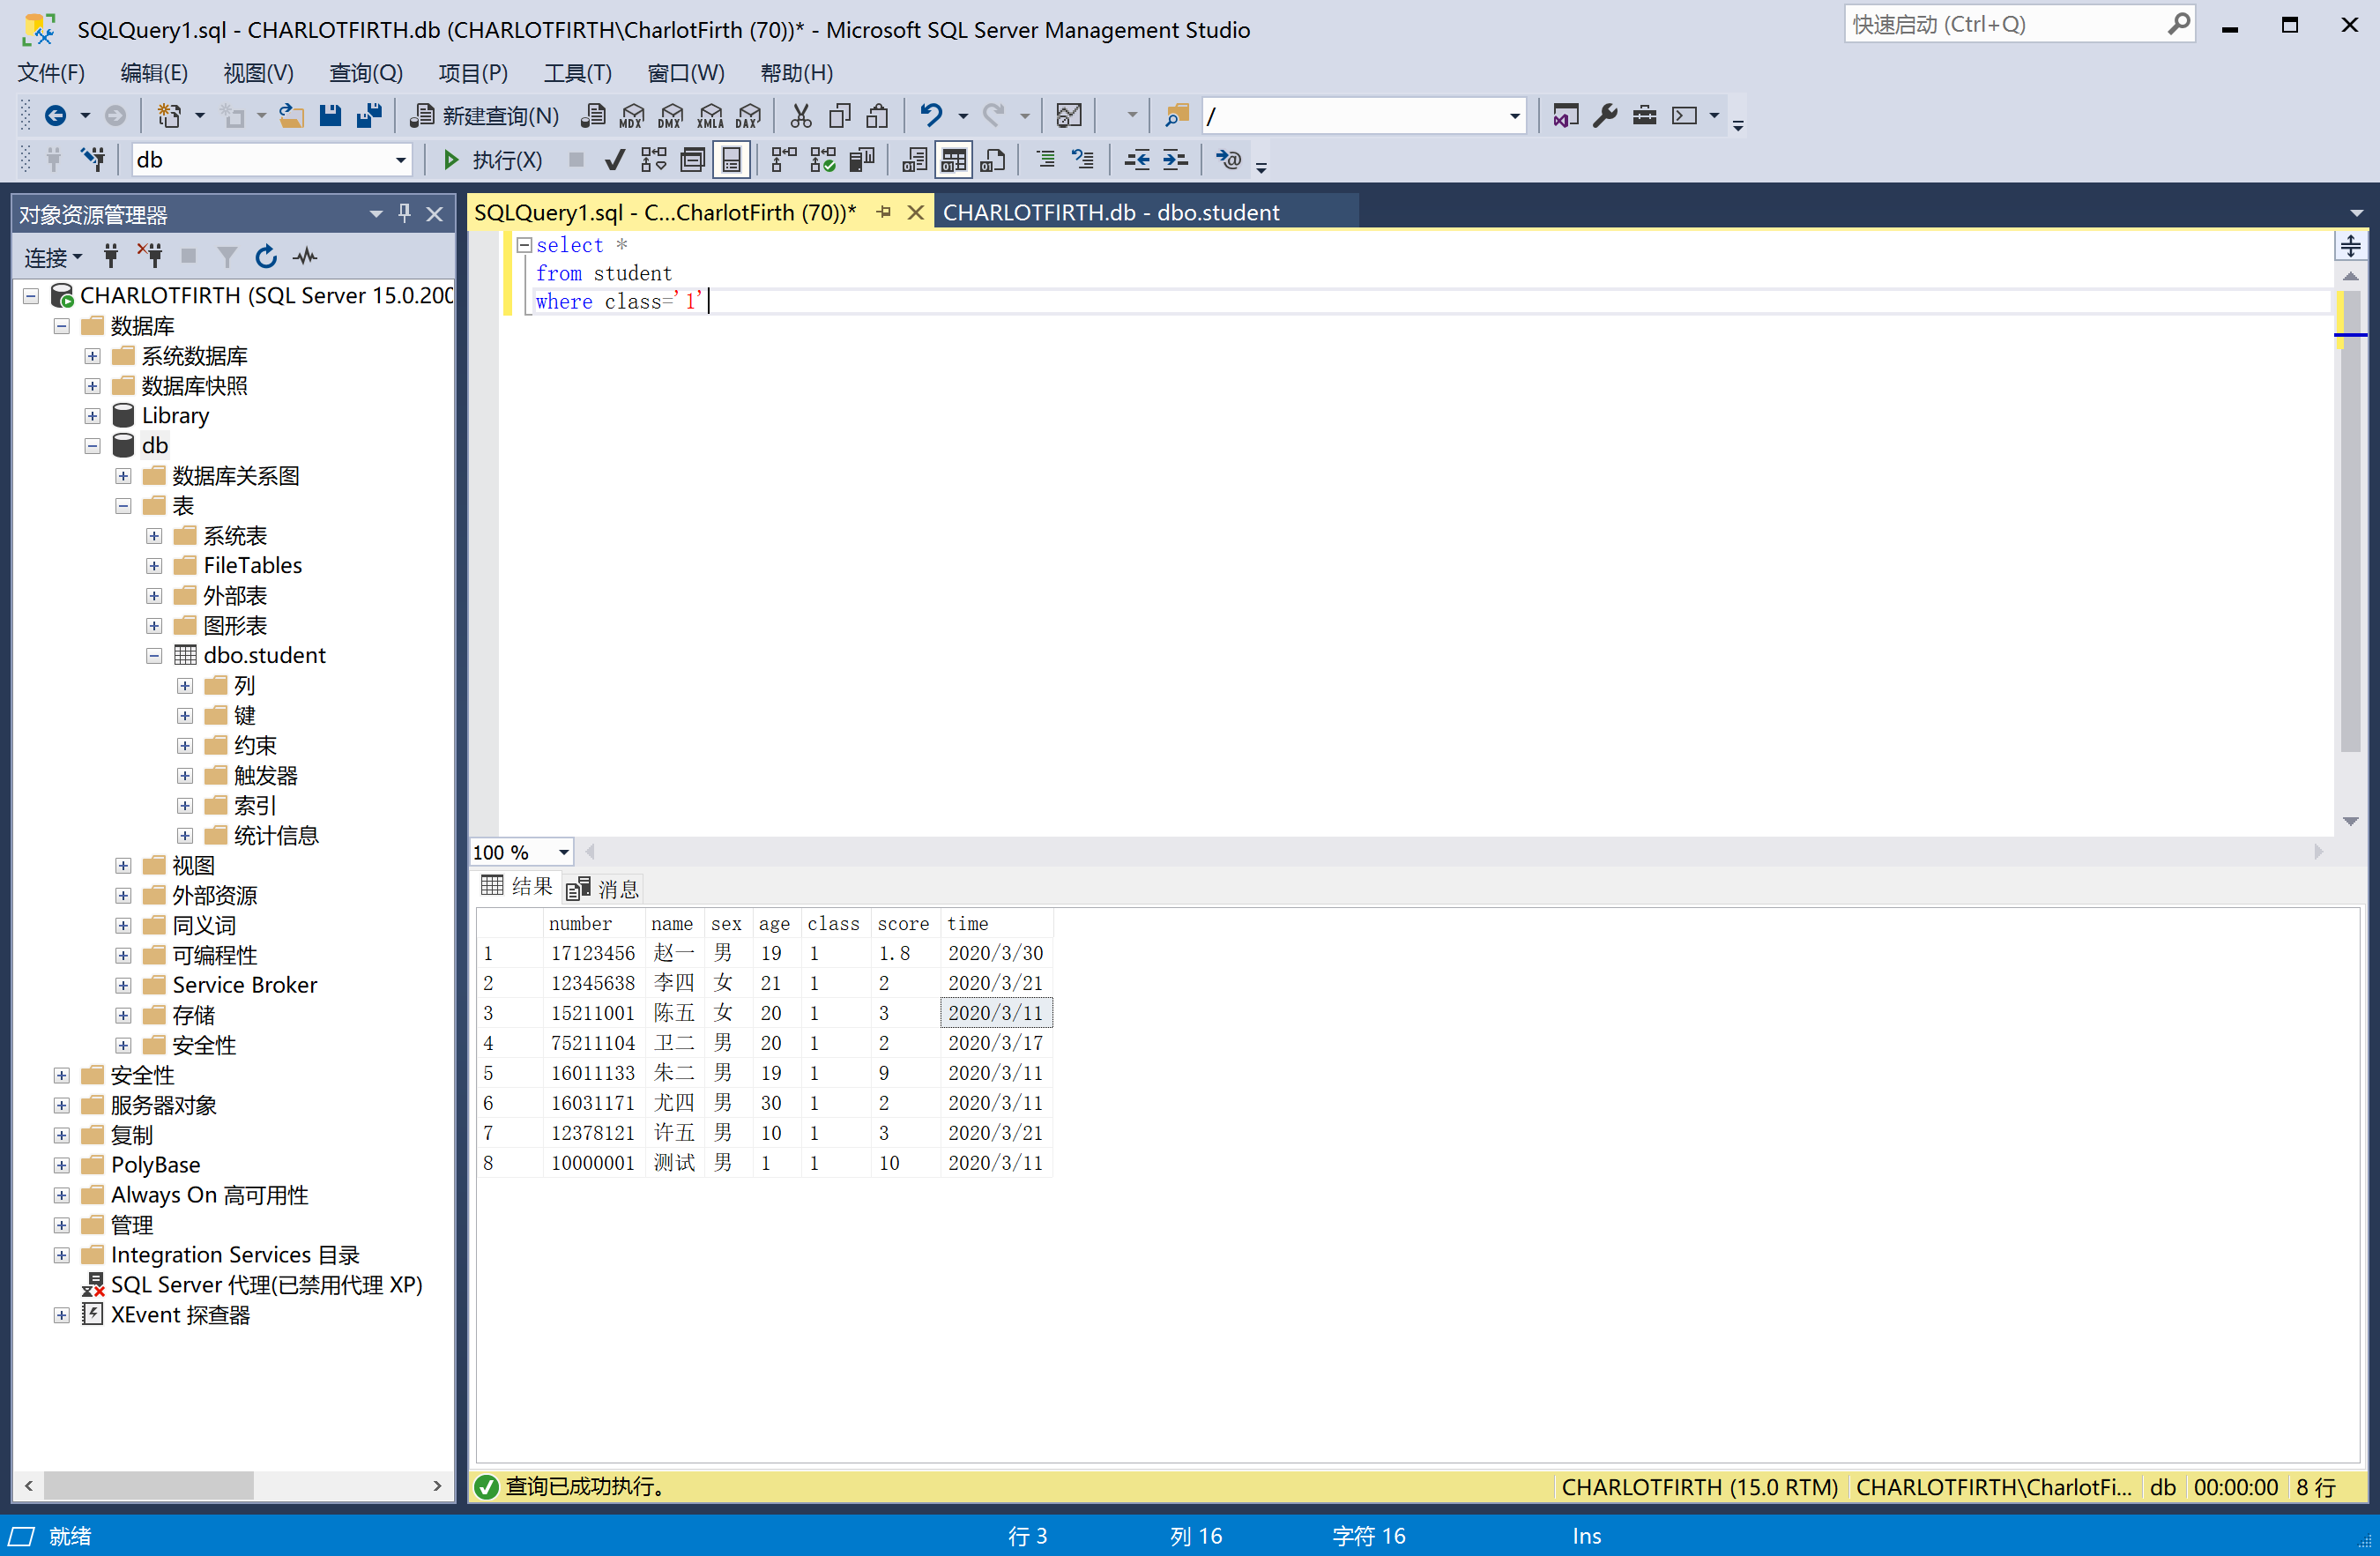 SQLQuery1.sql - CHARLOTFIRTH.db (CHARLOTFIRTH\CharlotFirth (70))* - Microsoft SQL Server Management Studio
快速启动 (Ctrl+Q)
文件(F) 编辑(E) 视图(V) 查询(Q) 项目(P) 工具(T) 窗口(W) 帮助(H)
新建查询(N) MDX DMX XMLA DAX /
db 执行(X)
对象资源管理器
连接
CHARLOTFIRTH (SQL Server 15.0.200
数据库
系统数据库
数据库快照
Library
db
数据库关系图
表
系统表
FileTables
外部表
图形表
dbo.student
列
键
约束
触发器
索引
统计信息
视图
外部资源
同义词
可编程性
Service Broker
存储
安全性
安全性
服务器对象
复制
PolyBase
Always On 高可用性
管理
Integration Services 目录
SQL Server 代理(已禁用代理 XP)
XEvent 探查器
SQLQuery1.sql - C...CharlotFirth (70))* CHARLOTFIRTH.db - dbo.student
select *
from student
where class='1'
100 %
结果 消息
number name sex age class score time
1 17123456 赵一 男 19 1 1.8 2020/3/30
2 12345638 李四 女 21 1 2 2020/3/21
3 15211001 陈五 女 20 1 3 2020/3/11
4 75211104 卫二 男 20 1 2 2020/3/17
5 16011133 朱二 男 19 1 9 2020/3/11
6 16031171 尤四 男 30 1 2 2020/3/11
7 12378121 许五 男 10 1 3 2020/3/21
8 10000001 测试 男 1 1 10 2020/3/11
查询已成功执行。 CHARLOTFIRTH (15.0 RTM) CHARLOTFIRTH\CharlotFi... db 00:00:00 8 行
就绪 行 3 列 16 字符 16 Ins